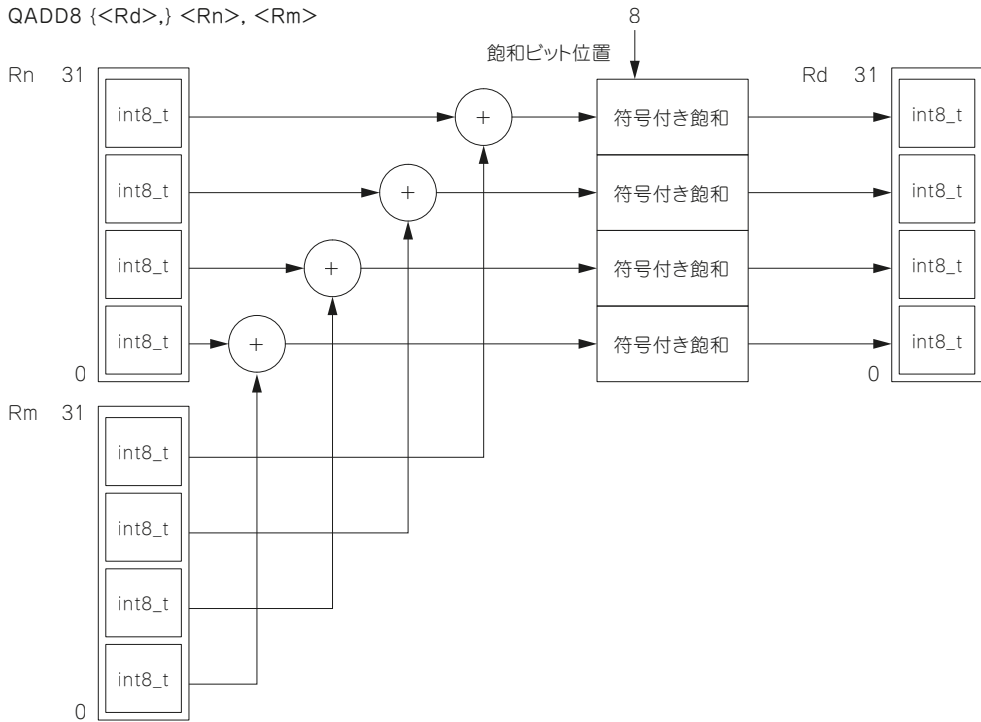 QADD8 {<Rd>,} <Rn>, <Rm>
8
飽和ビット位置
Rn 31
Rd 31
int8_t
+
符号付き飽和
int8_t
int8_t
+
符号付き飽和
int8_t
int8_t
+
符号付き飽和
int8_t
int8_t
+
符号付き飽和
int8_t
0
0
Rm 31
int8_t
int8_t
int8_t
int8_t
0